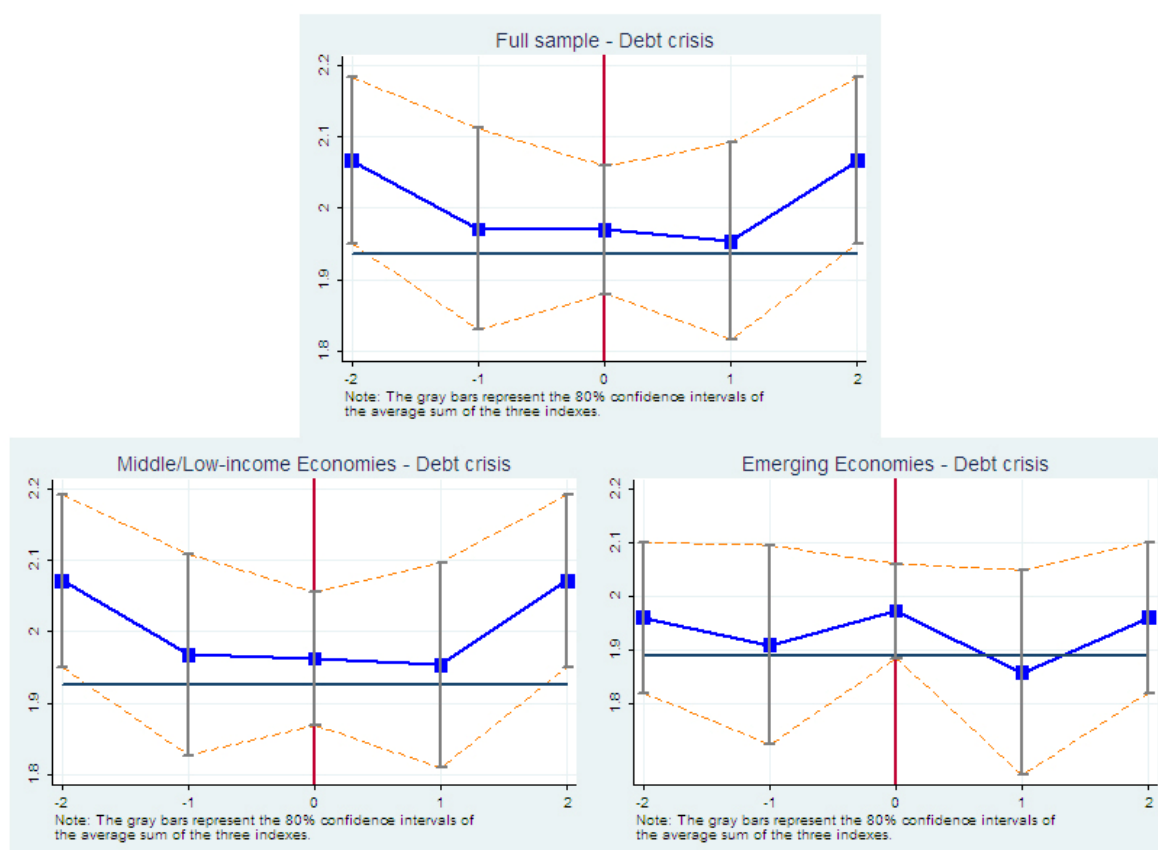 Full sample - Debt crisis
2.2
2.1
2
1.9
1.8
-2 -1 0 1 2
Note: The gray bars represent the 80% confidence intervals of
the average sum of the three indexes.
Middle/Low-income Economies - Debt crisis
2.2
2.1
2
1.9
1.8
-2 -1 0 1 2
Note: The gray bars represent the 80% confidence intervals of
the average sum of the three indexes.
Emerging Economies - Debt crisis
2.2
2.1
2
1.9
1.8
-2 -1 0 1 2
Note: The gray bars represent the 80% confidence intervals of
the average sum of the three indexes.